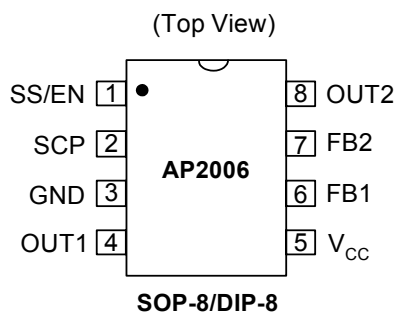 (Top View)
SS/EN 1 8 OUT2
SCP 2 7 FB2
AP2006
GND 3 6 FB1
OUT1 4 5 VCC
SOP-8/DIP-8